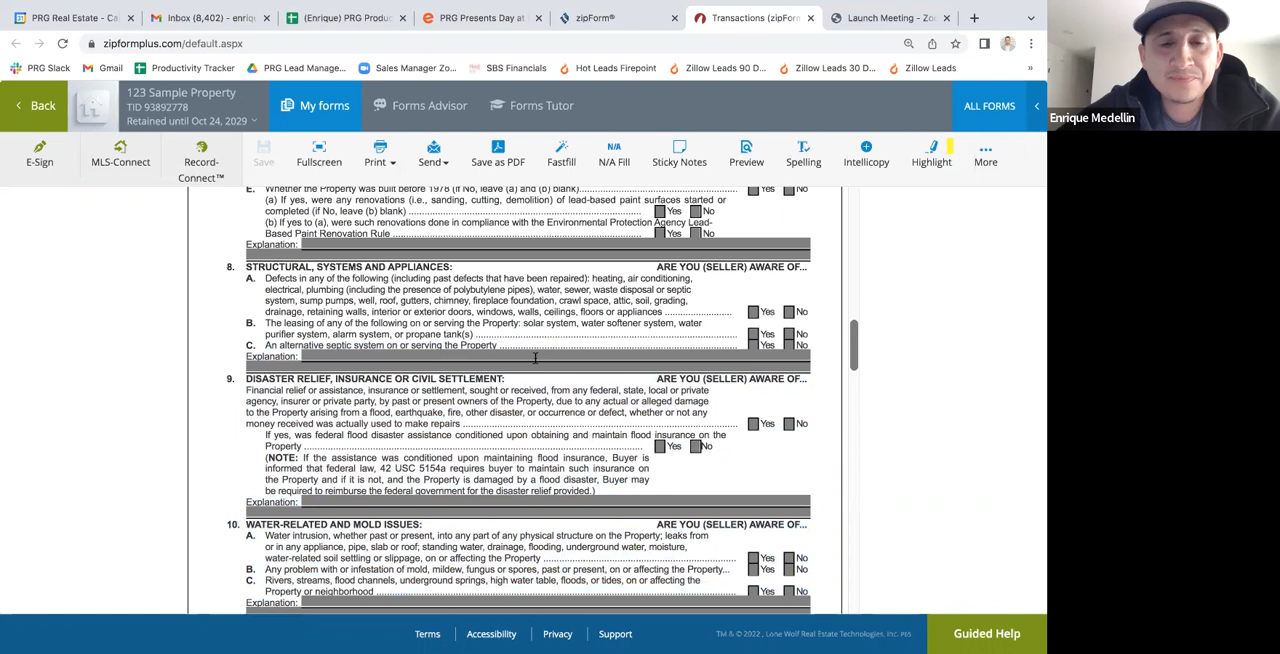 PRG Real Estate - Cal
Inbox (8,402) - enriqu
(Enrique) PRG Produc
PRG Presents Day at
zipForm®
Transactions (zipForm
Launch Meeting - Zoo
zipformplus.com/default.aspx
PRG Slack
Gmail
Productivity Tracker
PRG Lead Manage...
Sales Manager Zo...
SBS Financials
Hot Leads Firepoint
Zillow Leads 90 D...
Zillow Leads 30 D...
Zillow Leads
»
Back
123 Sample Property
TID 93892778
Retained until Oct 24, 2029
My forms
Forms Advisor
Forms Tutor
ALL FORMS
Enrique Medellin
E-Sign
MLS-Connect
Record-
Connect™
Save
Fullscreen
Print
Send
Save as PDF
Fastfill
N/A
N/A Fill
Sticky Notes
Preview
Spelling
Intellicopy
Highlight
More
E. Whether the Property was built before 1978 (if No, leave (a) and (b) blank) Yes No
(a) If yes, were any renovations (i.e., sanding, cutting, demolition) of lead-based paint surfaces started or
completed (if No, leave (b) blank) Yes No
(b) If yes to (a), were such renovations done in compliance with the Environmental Protection Agency Lead-
Based Paint Renovation Rule Yes No
Explanation:
8. STRUCTURAL, SYSTEMS AND APPLIANCES: ARE YOU (SELLER) AWARE OF...
A. Defects in any of the following (including past defects that have been repaired): heating, air conditioning,
electrical, plumbing (including the presence of polybutylene pipes), water, sewer, waste disposal or septic
system, sump pumps, well, roof, gutters, chimney, fireplace foundation, crawl space, attic, soil, grading,
drainage, retaining walls, interior or exterior doors, windows, walls, ceilings, floors or appliances Yes No
B. The leasing of any of the following on or serving the Property: solar system, water softener system, water
purifier system, alarm system, or propane tank(s) Yes No
C. An alternative septic system on or serving the Property Yes No
Explanation:
9. DISASTER RELIEF, INSURANCE OR CIVIL SETTLEMENT: ARE YOU (SELLER) AWARE OF...
Financial relief or assistance, insurance or settlement, sought or received, from any federal, state, local or private
agency, insurer or private party, by past or present owners of the Property, due to any actual or alleged damage
to the Property arising from a flood, earthquake, fire, other disaster, or occurrence or defect, whether or not any
money received was actually used to make repairs Yes No
If yes, was federal flood disaster assistance conditioned upon obtaining and maintain flood insurance on the
Property Yes No
(NOTE: If the assistance was conditioned upon maintaining flood insurance, Buyer is
informed that federal law, 42 USC 5154a requires buyer to maintain such insurance on
the Property and if it is not, and the Property is damaged by a flood disaster, Buyer may
be required to reimburse the federal government for the disaster relief provided.)
Explanation:
10. WATER-RELATED AND MOLD ISSUES: ARE YOU (SELLER) AWARE OF...
A. Water intrusion, whether past or present, into any part of any physical structure on the Property; leaks from
or in any appliance, pipe, slab or roof; standing water, drainage, flooding, underground water, moisture,
water-related soil settling or slippage, on or affecting the Property Yes No
B. Any problem with or infestation of mold, mildew, fungus or spores, past or present, on or affecting the Property... Yes No
C. Rivers, streams, flood channels, underground springs, high water table, floods, or tides, on or affecting the
Property or neighborhood Yes No
Explanation:
Terms
Accessibility
Privacy
Support
TM & © 2022 , Lone Wolf Real Estate Technologies, Inc. PE5
Guided Help